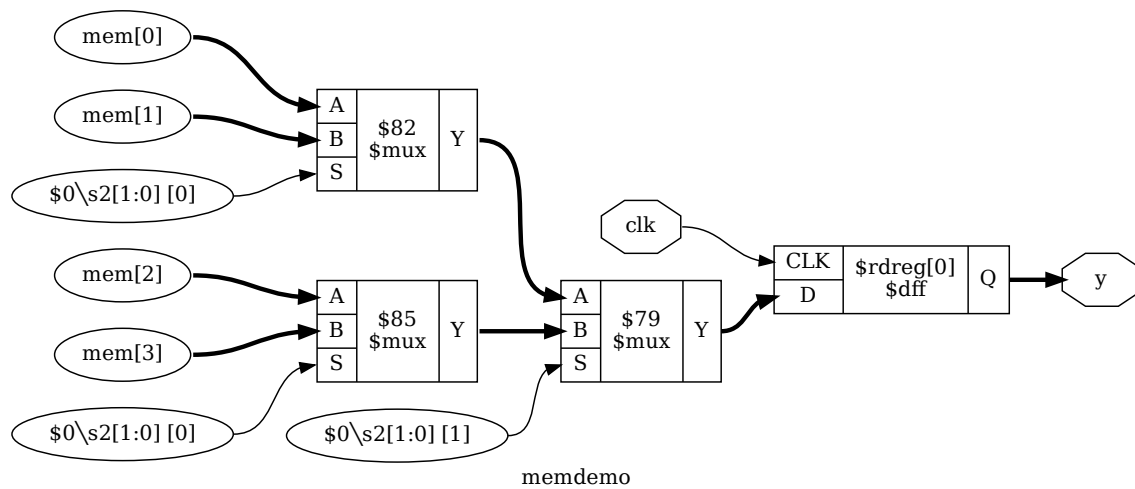 mem[0]
mem[1]
$0\s2[1:0] [0]
A
B
S
$82
$mux
Y
mem[2]
mem[3]
$0\s2[1:0] [0]
A
B
S
$85
$mux
Y
$0\s2[1:0] [1]
A
B
S
$79
$mux
Y
clk
CLK
D
$rdreg[0]
$dff
Q
y
memdemo